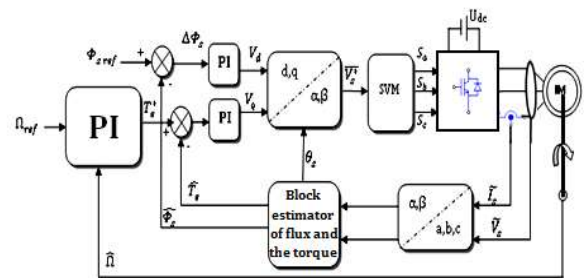 Φs ref
ΔΦs
PI
Vd
d,q
α,β
Vs*
SVM
Sa
Sb
Sc
Udc
IM
Ωref
PI
Te*
PI
Vq
θs
T̂e
Φ̂s
Block
estimator
of flux and
the torque
α,β
a,b,c
Ĩs
Ṽs
Ω̂